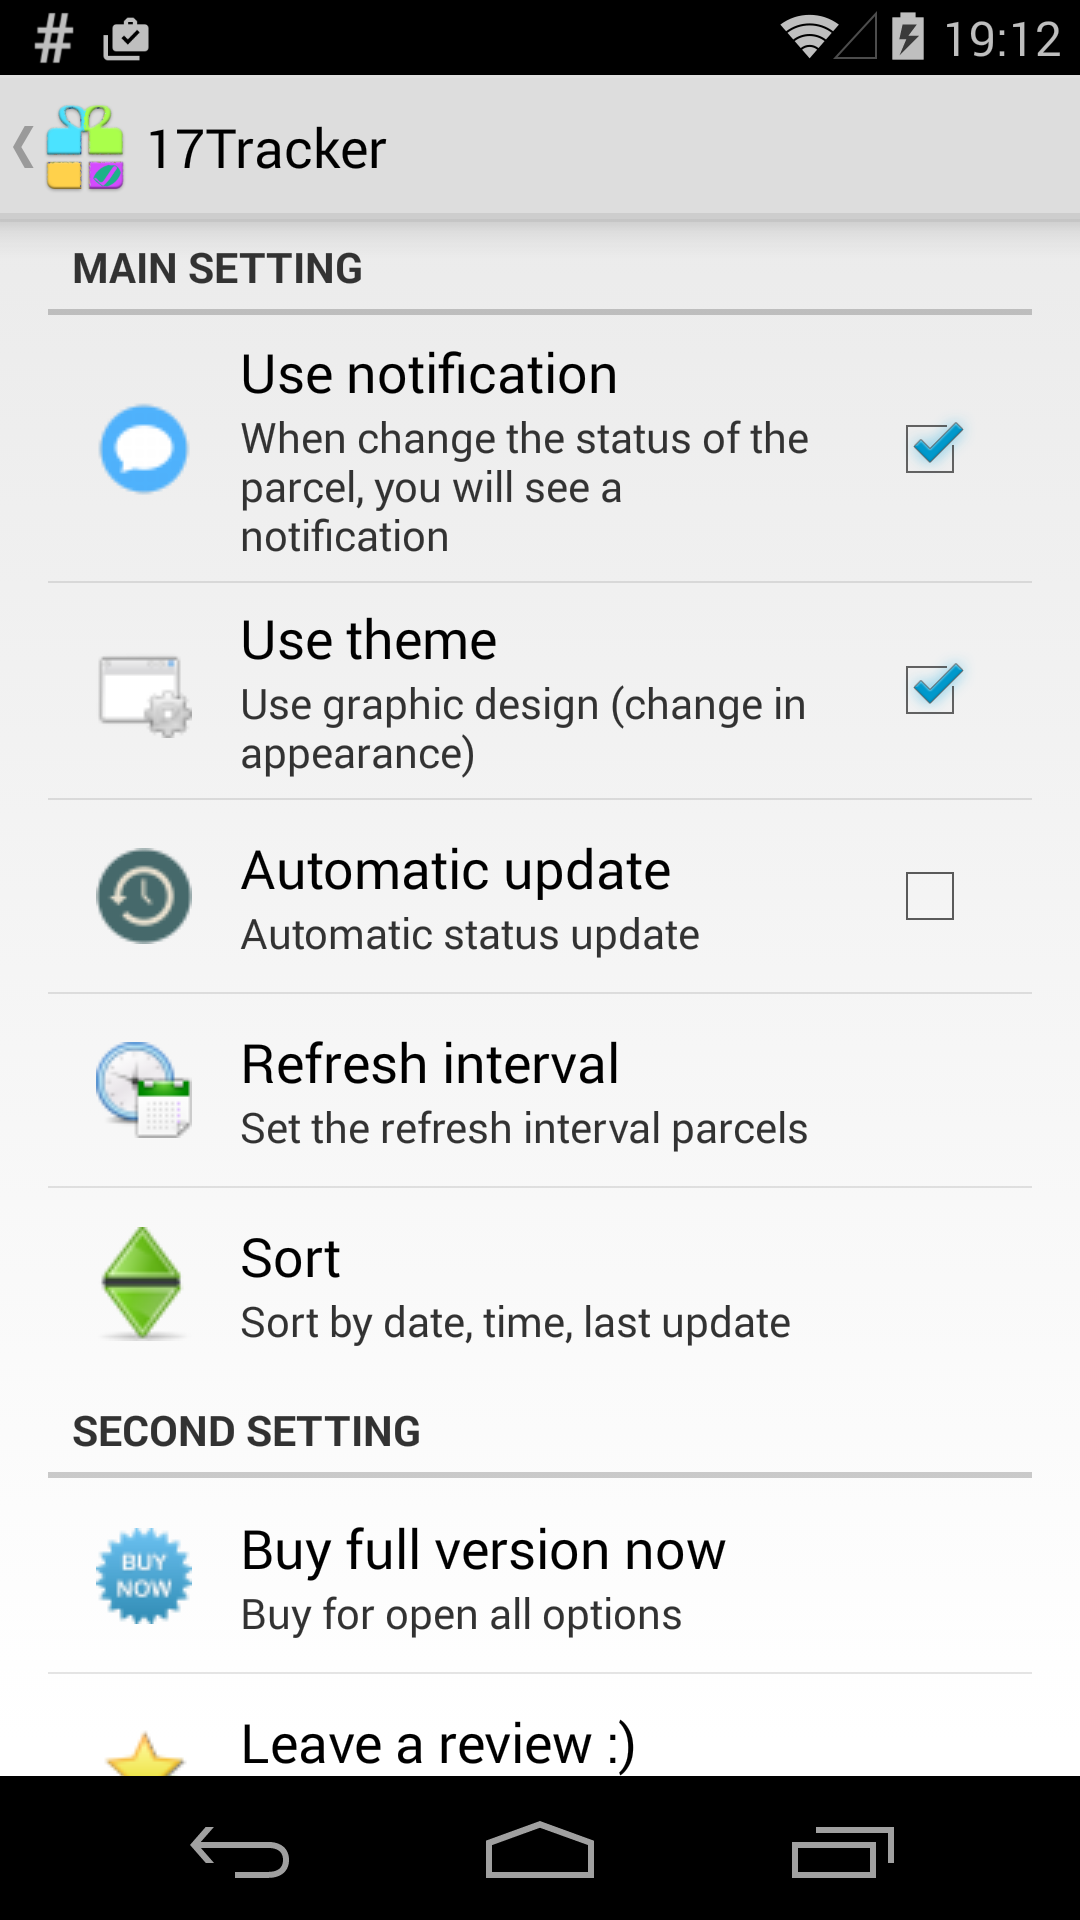 19:12
17Tracker
MAIN SETTING
Use notification
When change the status of the
parcel, you will see a
notification
Use theme
Use graphic design (change in
appearance)
Automatic update
Automatic status update
Refresh interval
Set the refresh interval parcels
Sort
Sort by date, time, last update
SECOND SETTING
BUY
NOW
Buy full version now
Buy for open all options
Leave a review :)